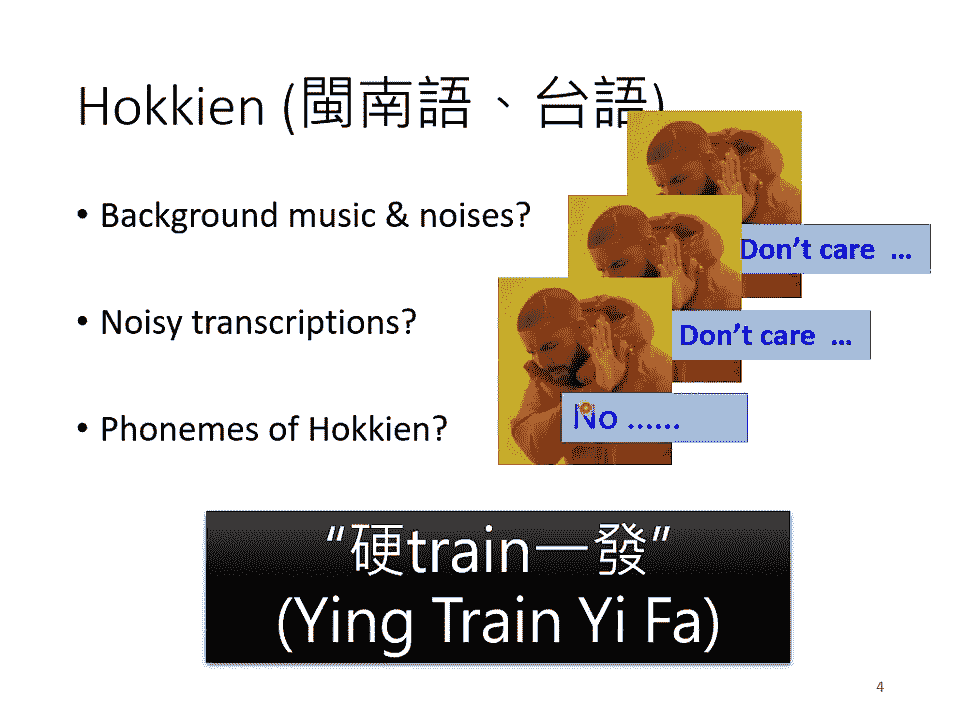 Hokkien (閩南語、台語)
• Background music & noises?
Don’t care ...
• Noisy transcriptions?
Don’t care ...
• Phonemes of Hokkien?
No ......
“硬train一發”
(Ying Train Yi Fa)
4